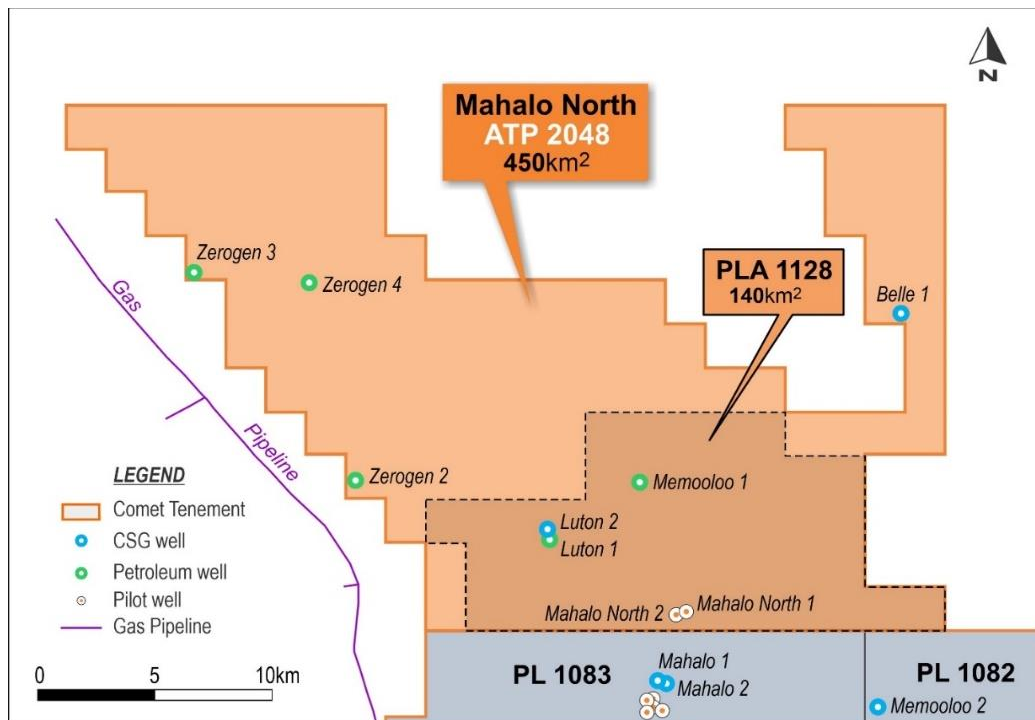 N
Mahalo North
ATP 2048
450km²
Zerogen 3
Zerogen 4
PLA 1128
140km²
Belle 1
Gas
Pipeline
Zerogen 2
Memooloo 1
Luton 2
Luton 1
LEGEND
Comet Tenement
CSG well
Petroleum well
Pilot well
Gas Pipeline
Mahalo North 2
Mahalo North 1
0 5 10km
PL 1083
Mahalo 1
Mahalo 2
PL 1082
Memooloo 2